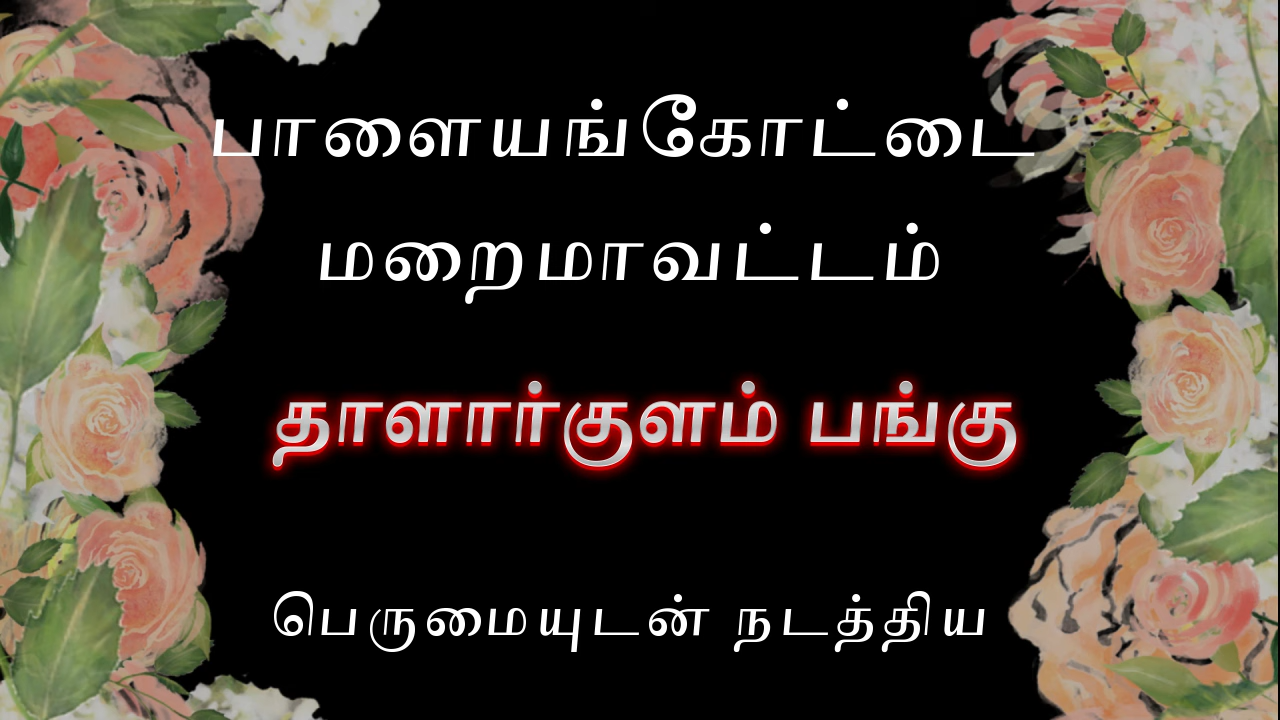 பாளையங்கோட்டை
மறைமாவட்டம்
தாளார்குளம் பங்கு
பெருமையுடன் நடத்திய